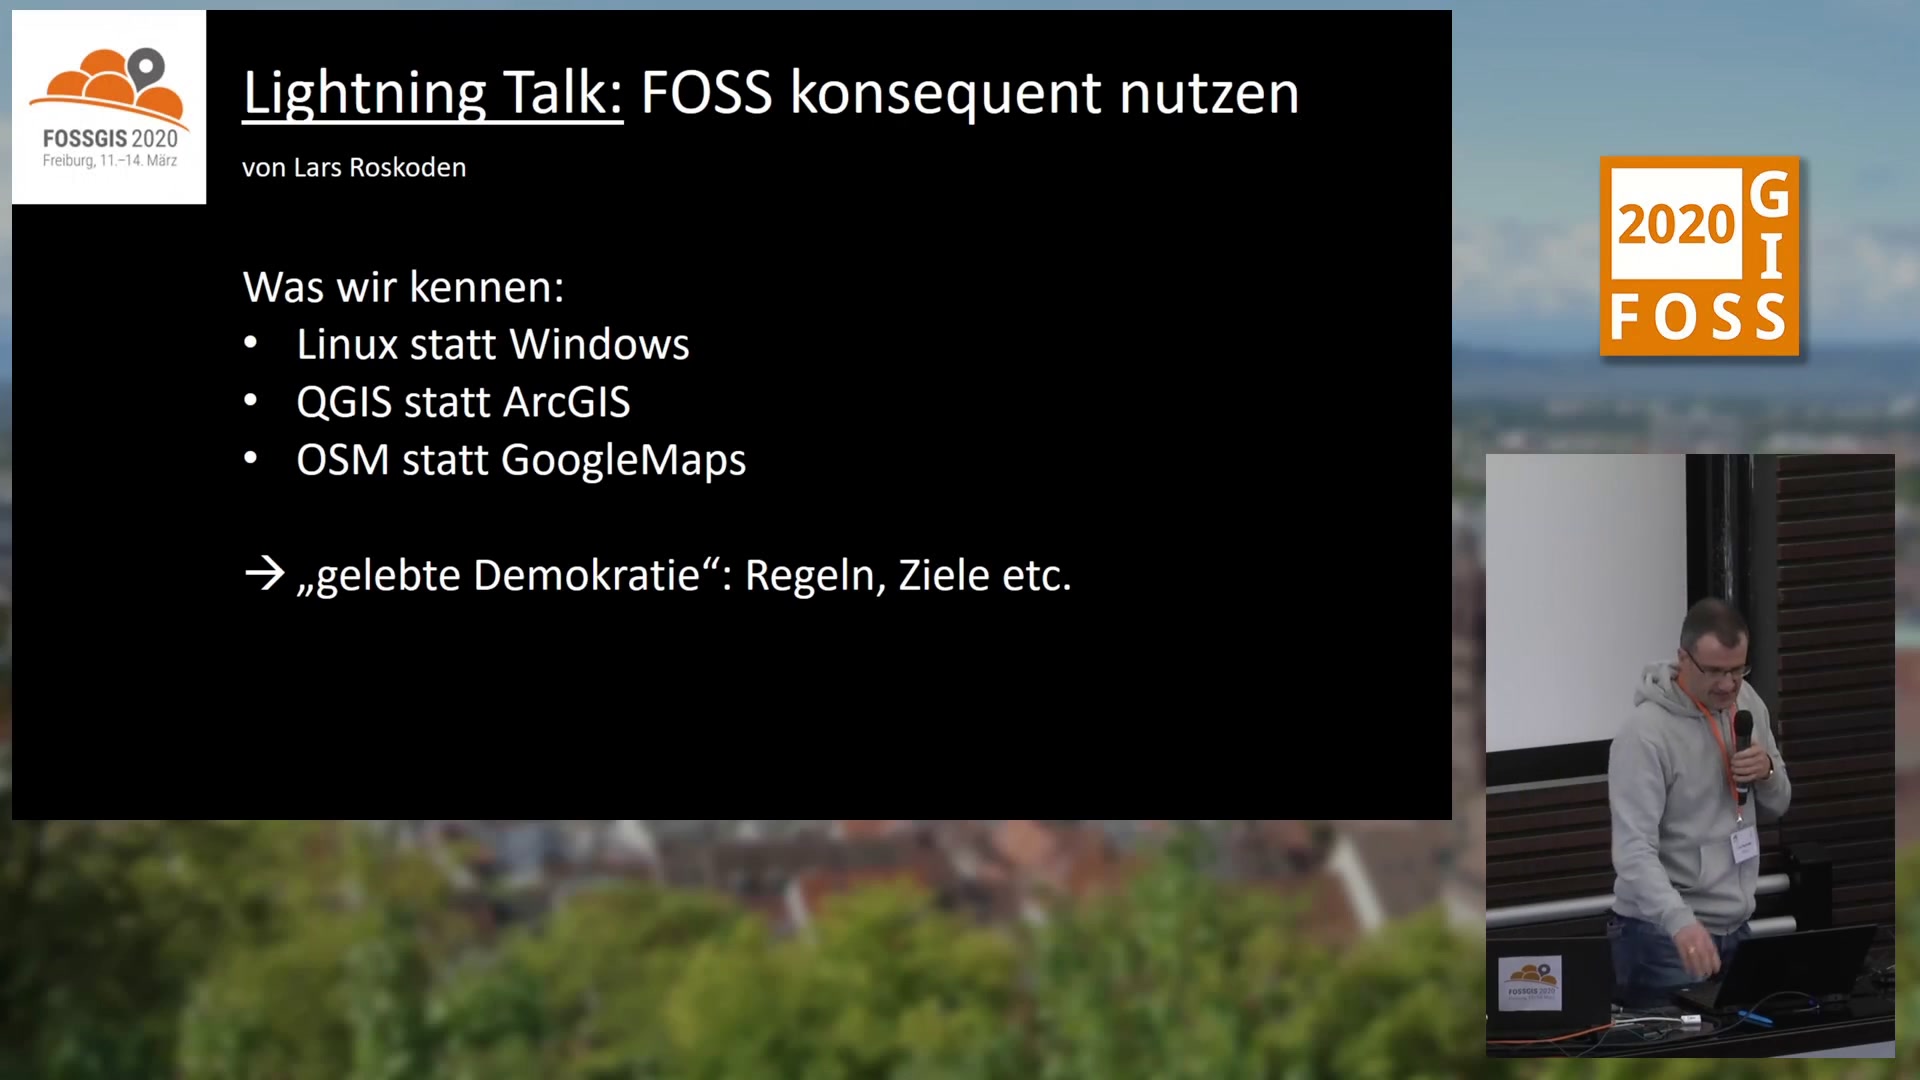 FOSSGIS 2020
Freiburg, 11.–14. März
Lightning Talk: FOSS konsequent nutzen
von Lars Roskoden
Was wir kennen:
• Linux statt Windows
• QGIS statt ArcGIS
• OSM statt GoogleMaps
→ „gelebte Demokratie“: Regeln, Ziele etc.
2020
G
I
FOSS
FOSSGIS 2020